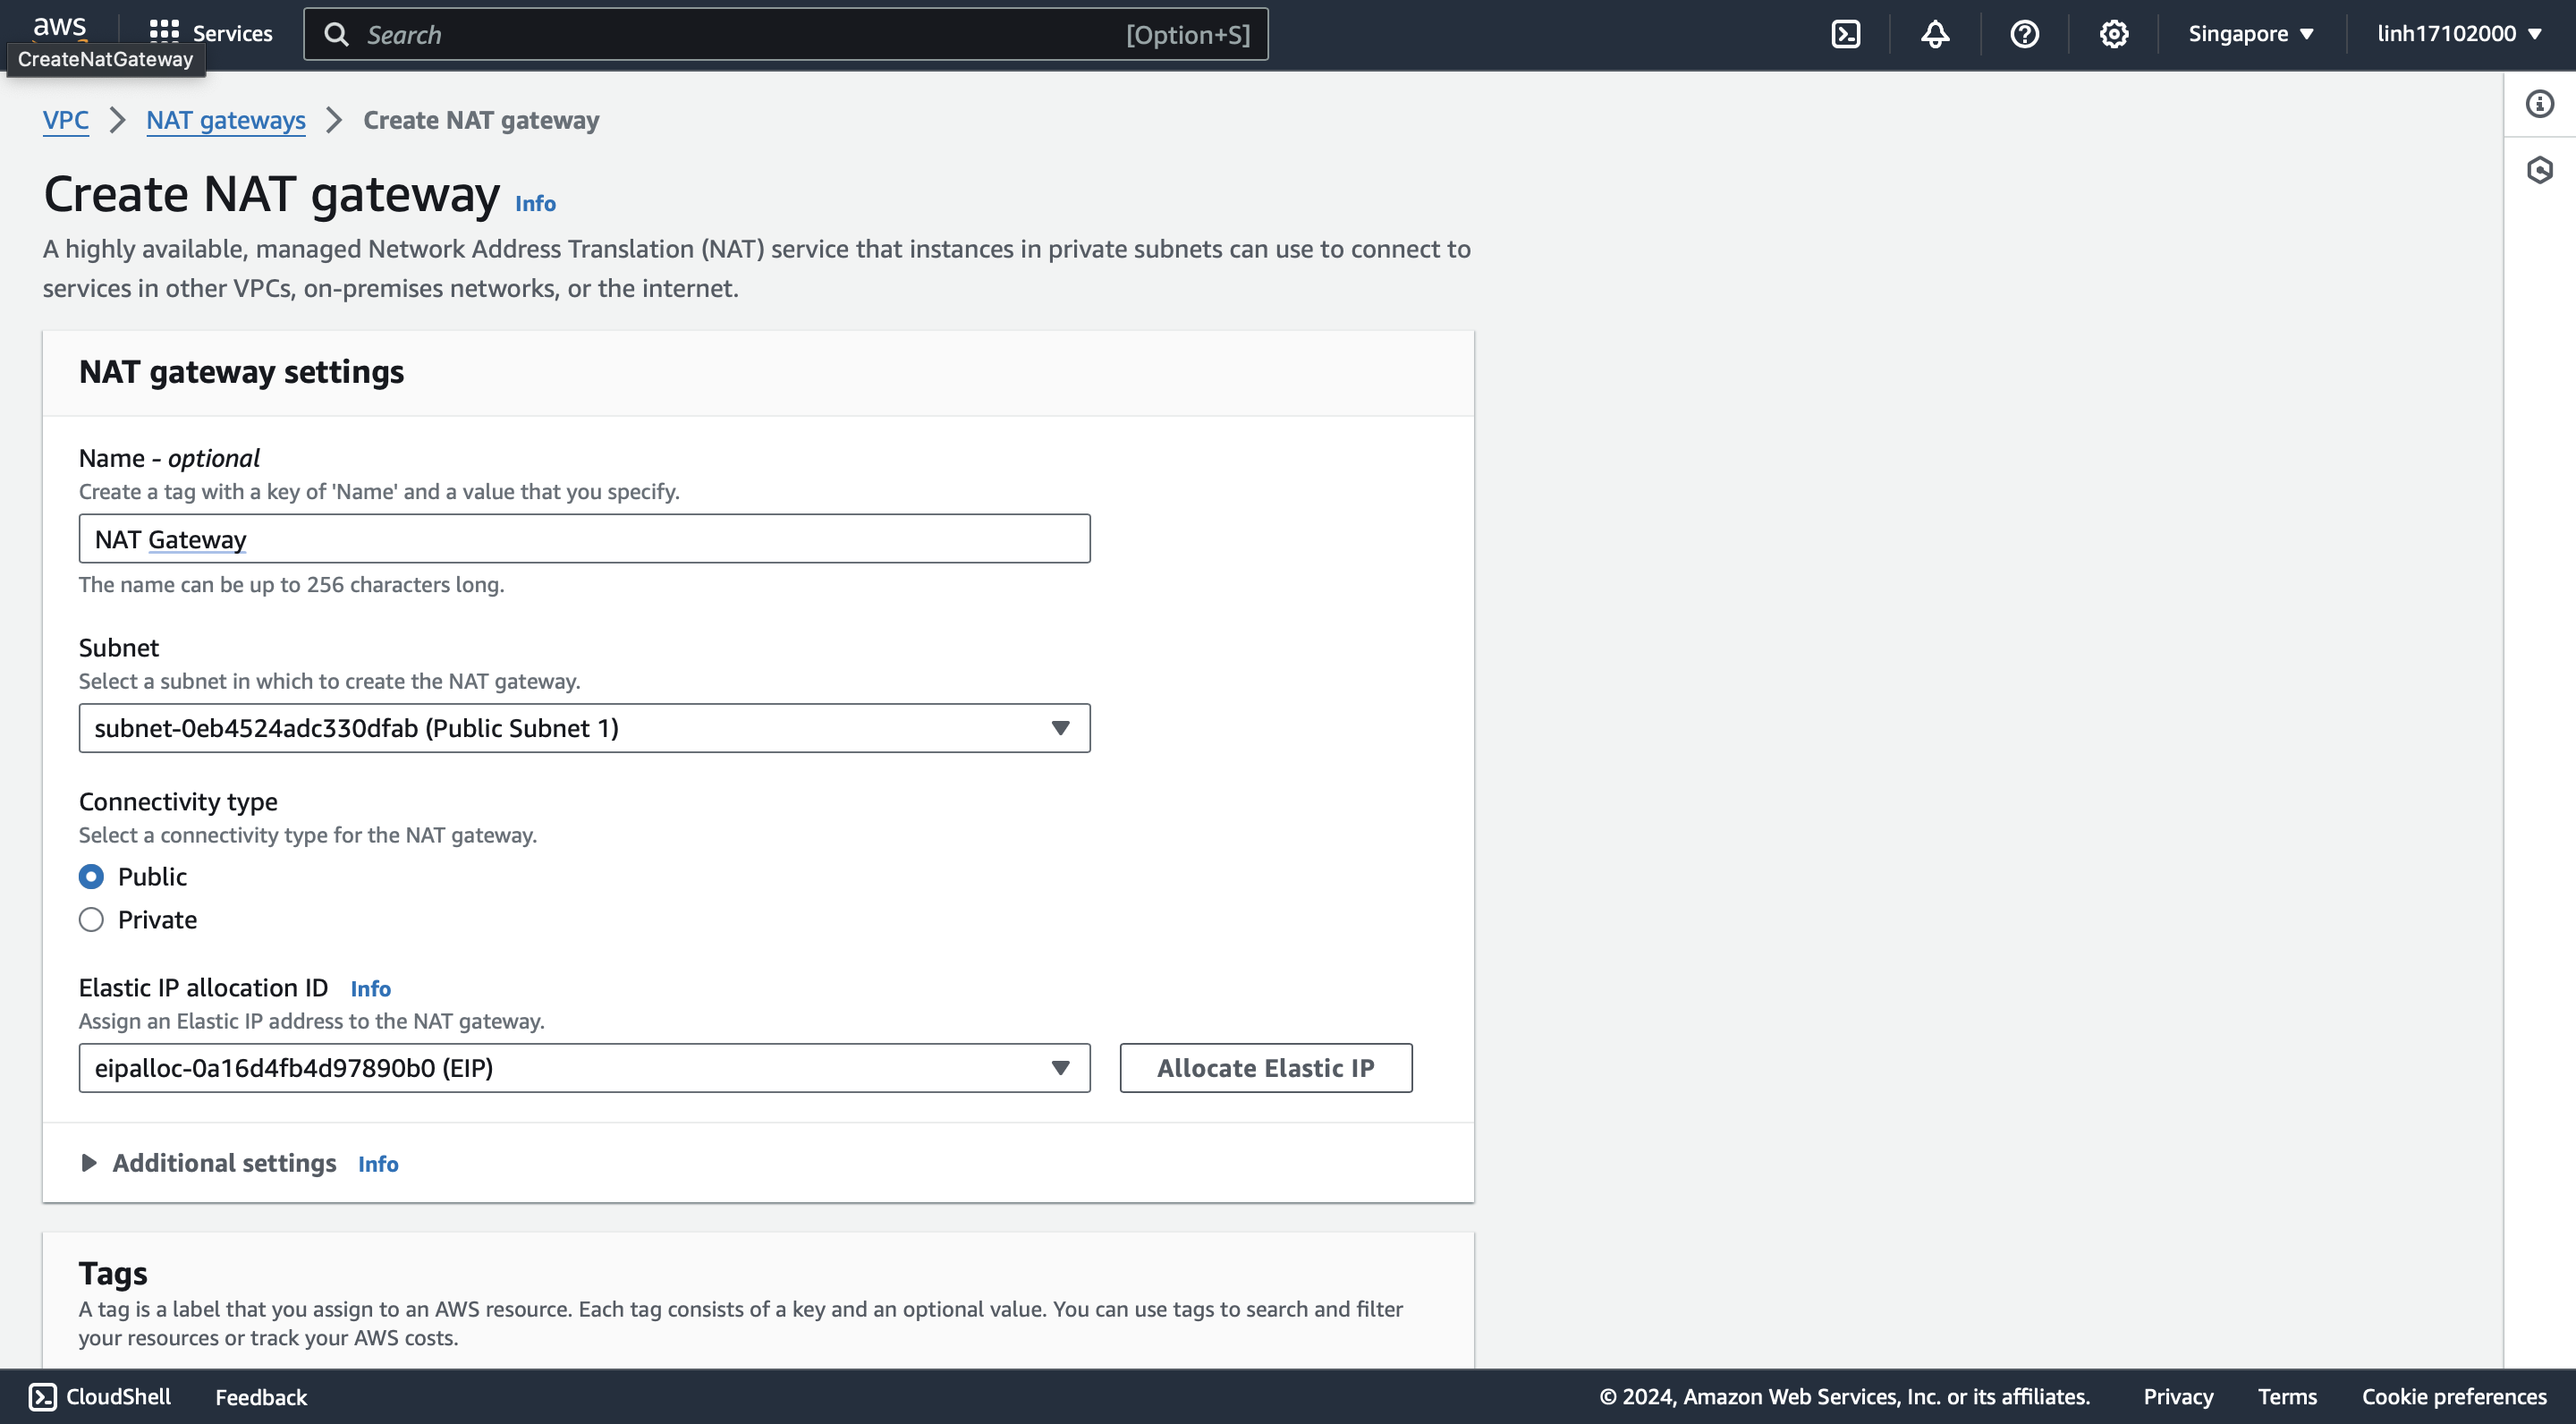 aws
Services
Search
[Option+S]
Singapore
linh17102000
CreateNatGateway
VPC
NAT gateways
Create NAT gateway
Create NAT gateway Info
A highly available, managed Network Address Translation (NAT) service that instances in private subnets can use to connect to
services in other VPCs, on-premises networks, or the internet.
NAT gateway settings
Name - optional
Create a tag with a key of 'Name' and a value that you specify.
NAT Gateway
The name can be up to 256 characters long.
Subnet
Select a subnet in which to create the NAT gateway.
subnet-0eb4524adc330dfab (Public Subnet 1)
Connectivity type
Select a connectivity type for the NAT gateway.
Public
Private
Elastic IP allocation ID Info
Assign an Elastic IP address to the NAT gateway.
eipalloc-0a16d4fb4d97890b0 (EIP)
Allocate Elastic IP
Additional settings Info
Tags
A tag is a label that you assign to an AWS resource. Each tag consists of a key and an optional value. You can use tags to search and filter
your resources or track your AWS costs.
CloudShell
Feedback
© 2024, Amazon Web Services, Inc. or its affiliates.
Privacy
Terms
Cookie preferences